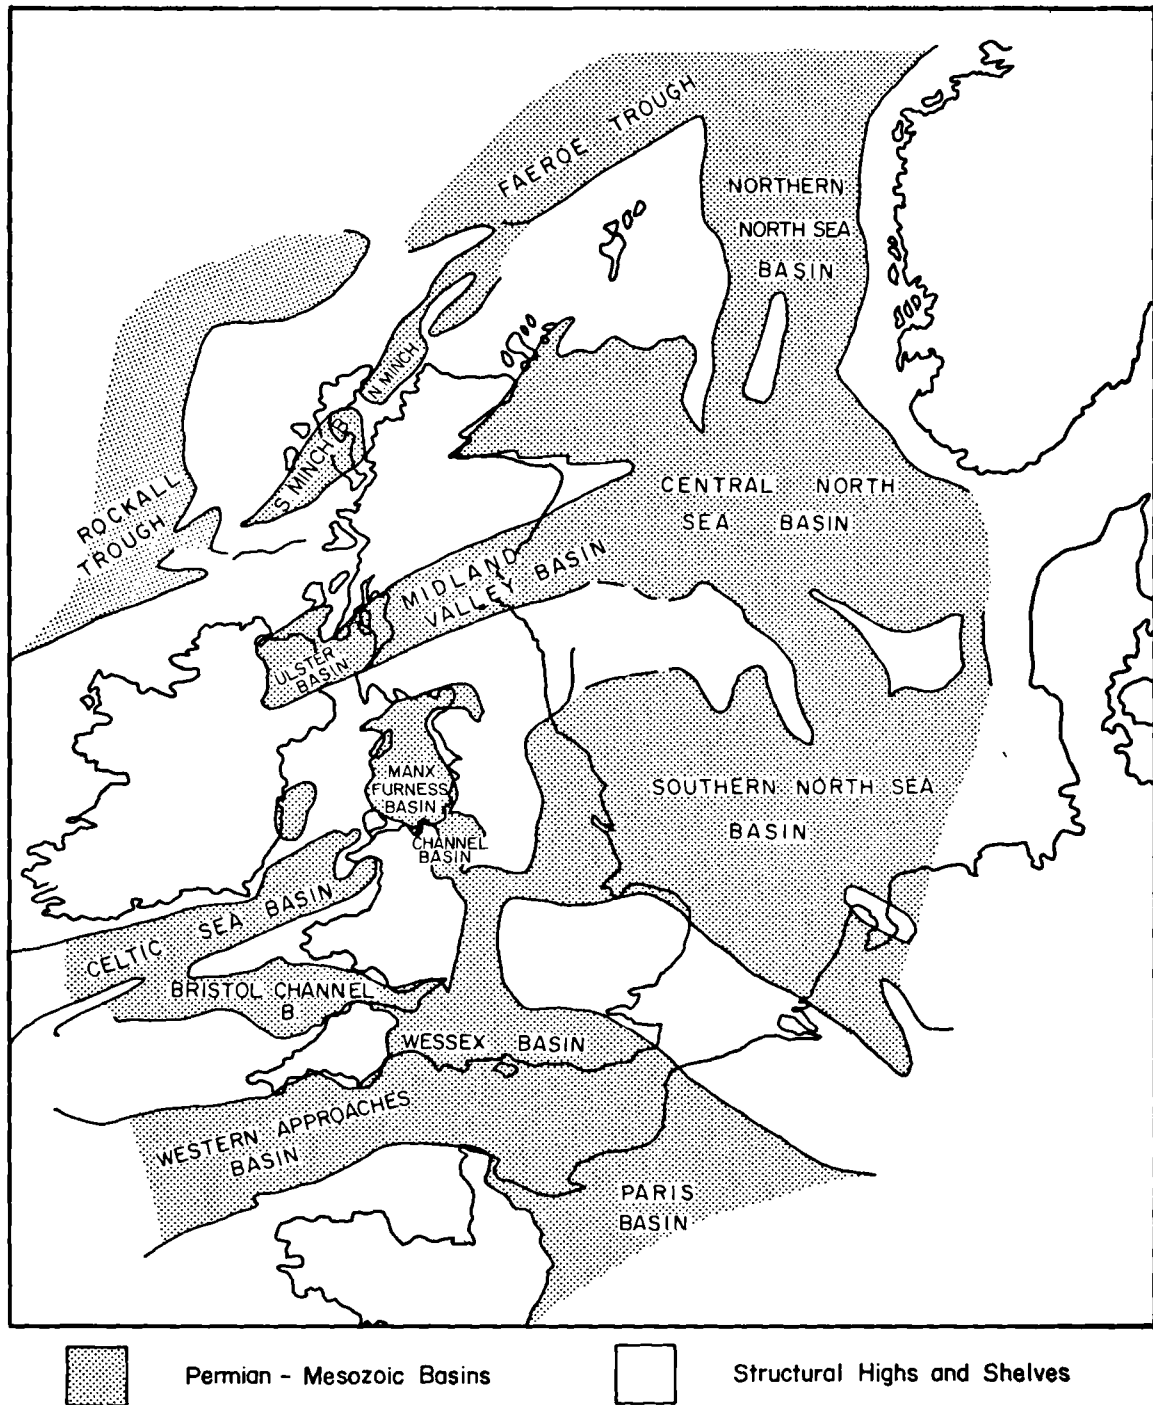 FAEROE TROUGH
NORTHERN
NORTH SEA
BASIN
N MINCH
S MINCH B
ROCKALL
TROUGH
CENTRAL NORTH
SEA BASIN
MIDLAND
VALLEY BASIN
ULSTER
BASIN
MANX
FURNESS
BASIN
CHANNEL
BASIN
SOUTHERN NORTH SEA
BASIN
CELTIC SEA BASIN
BRISTOL CHANNEL
B
WESSEX BASIN
WESTERN APPROACHES
BASIN
PARIS
BASIN
Permian - Mesozoic Basins
Structural Highs and Shelves